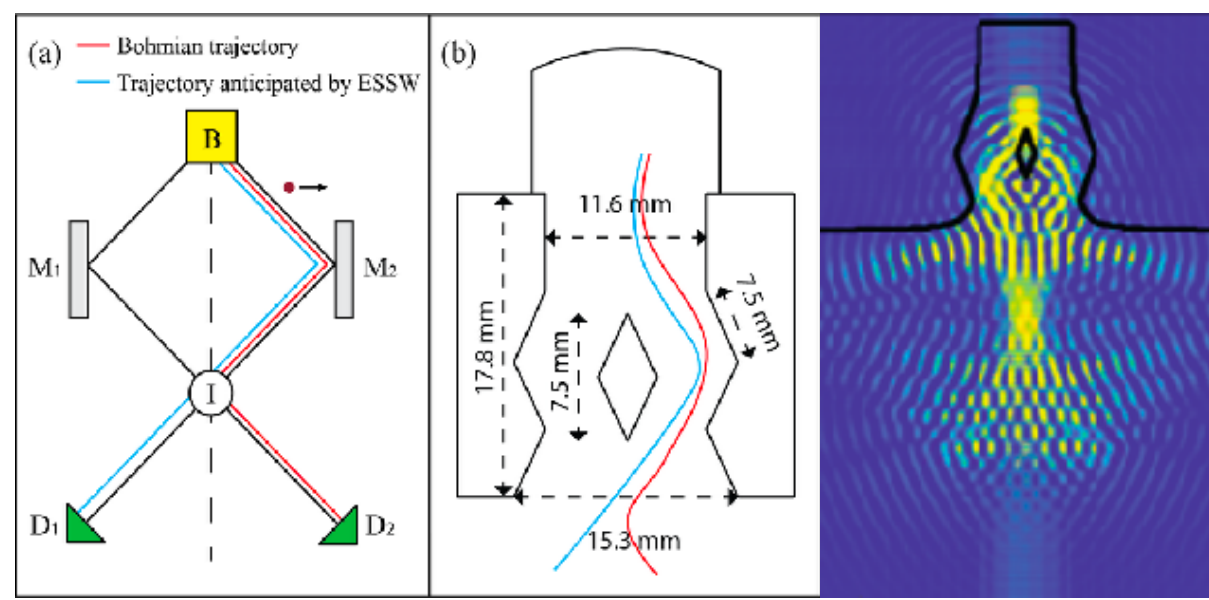 (a)
Bohmian trajectory
Trajectory anticipated by ESSW
B
M1
M2
I
D1
D2
(b)
11.6 mm
7.5 mm
17.8 mm
7.5 mm
15.3 mm